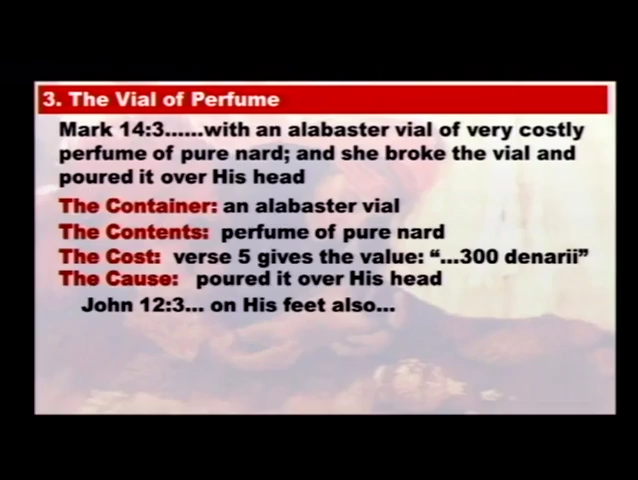 3. The Vial of Perfume
Mark 14:3......with an alabaster vial of very costly
perfume of pure nard; and she broke the vial and
poured it over His head
The Container: an alabaster vial
The Contents: perfume of pure nard
The Cost: verse 5 gives the value: “...300 denarii”
The Cause: poured it over His head
John 12:3... on His feet also...